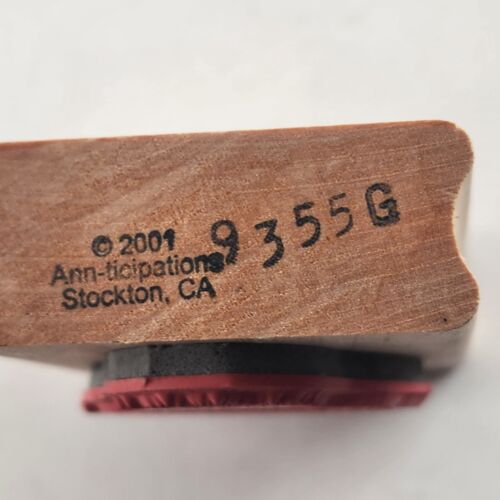 © 2001
Ann-ticipations
Stockton, CA
9355G